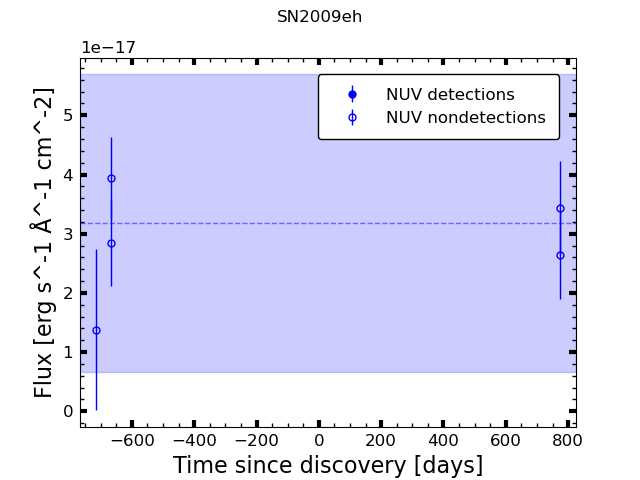 SN2009eh
1e−17
NUV detections
NUV nondetections
5
4
3
2
1
0
Flux [erg s^-1 Å^-1 cm^-2]
−600 −400 −200 0 200 400 600 800
Time since discovery [days]